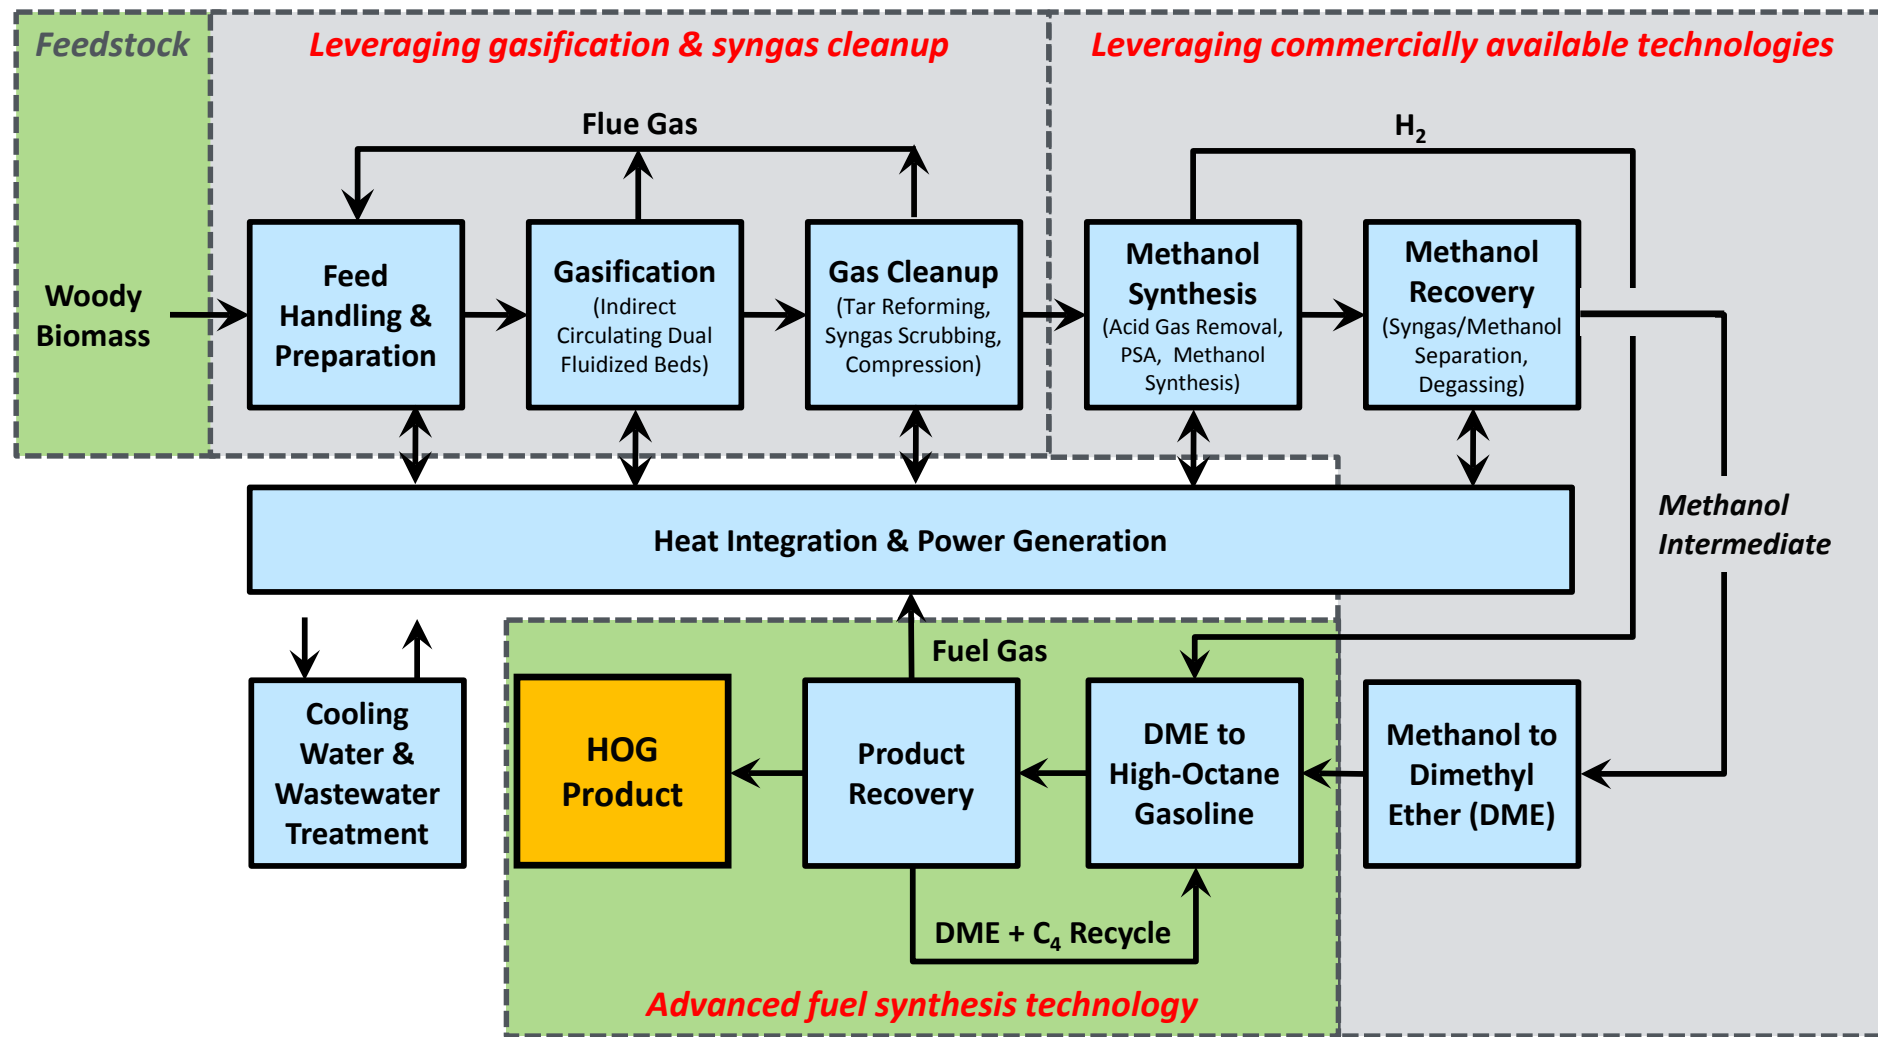 Feedstock
Leveraging gasification & syngas cleanup
Leveraging commercially available technologies
Flue Gas
H₂
Woody
Biomass
Feed
Handling &
Preparation
Gasification
(Indirect
Circulating Dual
Fluidized Beds)
Gas Cleanup
(Tar Reforming,
Syngas Scrubbing,
Compression)
Methanol
Synthesis
(Acid Gas Removal,
PSA, Methanol
Synthesis)
Methanol
Recovery
(Syngas/Methanol
Separation,
Degassing)
Heat Integration & Power Generation
Methanol
Intermediate
Fuel Gas
Cooling
Water &
Wastewater
Treatment
HOG
Product
Product
Recovery
DME to
High-Octane
Gasoline
Methanol to
Dimethyl
Ether (DME)
DME + C₄ Recycle
Advanced fuel synthesis technology